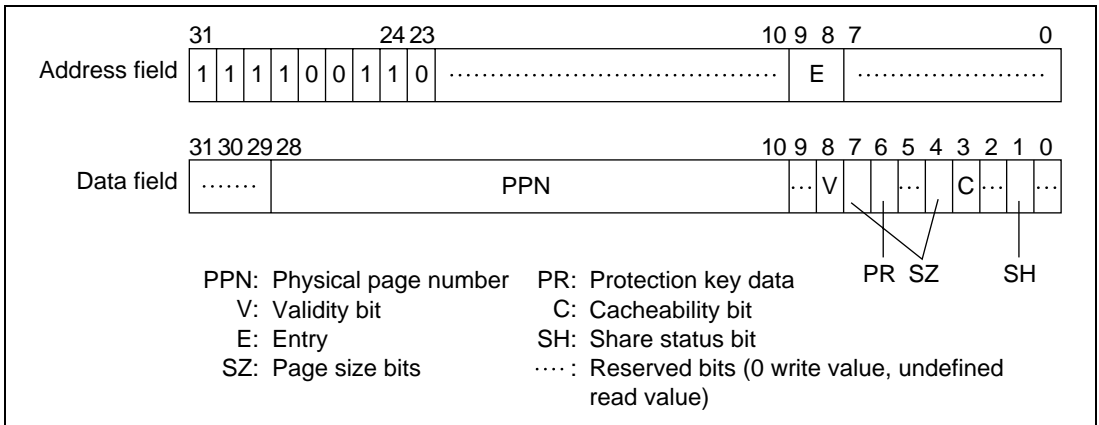 31 24 23 10 9 8 7 0
Address field 1 1 1 1 0 0 1 1 0 ········ E ········
31 30 29 28 10 9 8 7 6 5 4 3 2 1 0
Data field ······· PPN ··· V ··· C ··· ···
PR SZ SH
PPN: Physical page number PR: Protection key data
V: Validity bit C: Cacheability bit
E: Entry SH: Share status bit
SZ: Page size bits ···· : Reserved bits (0 write value, undefined
read value)